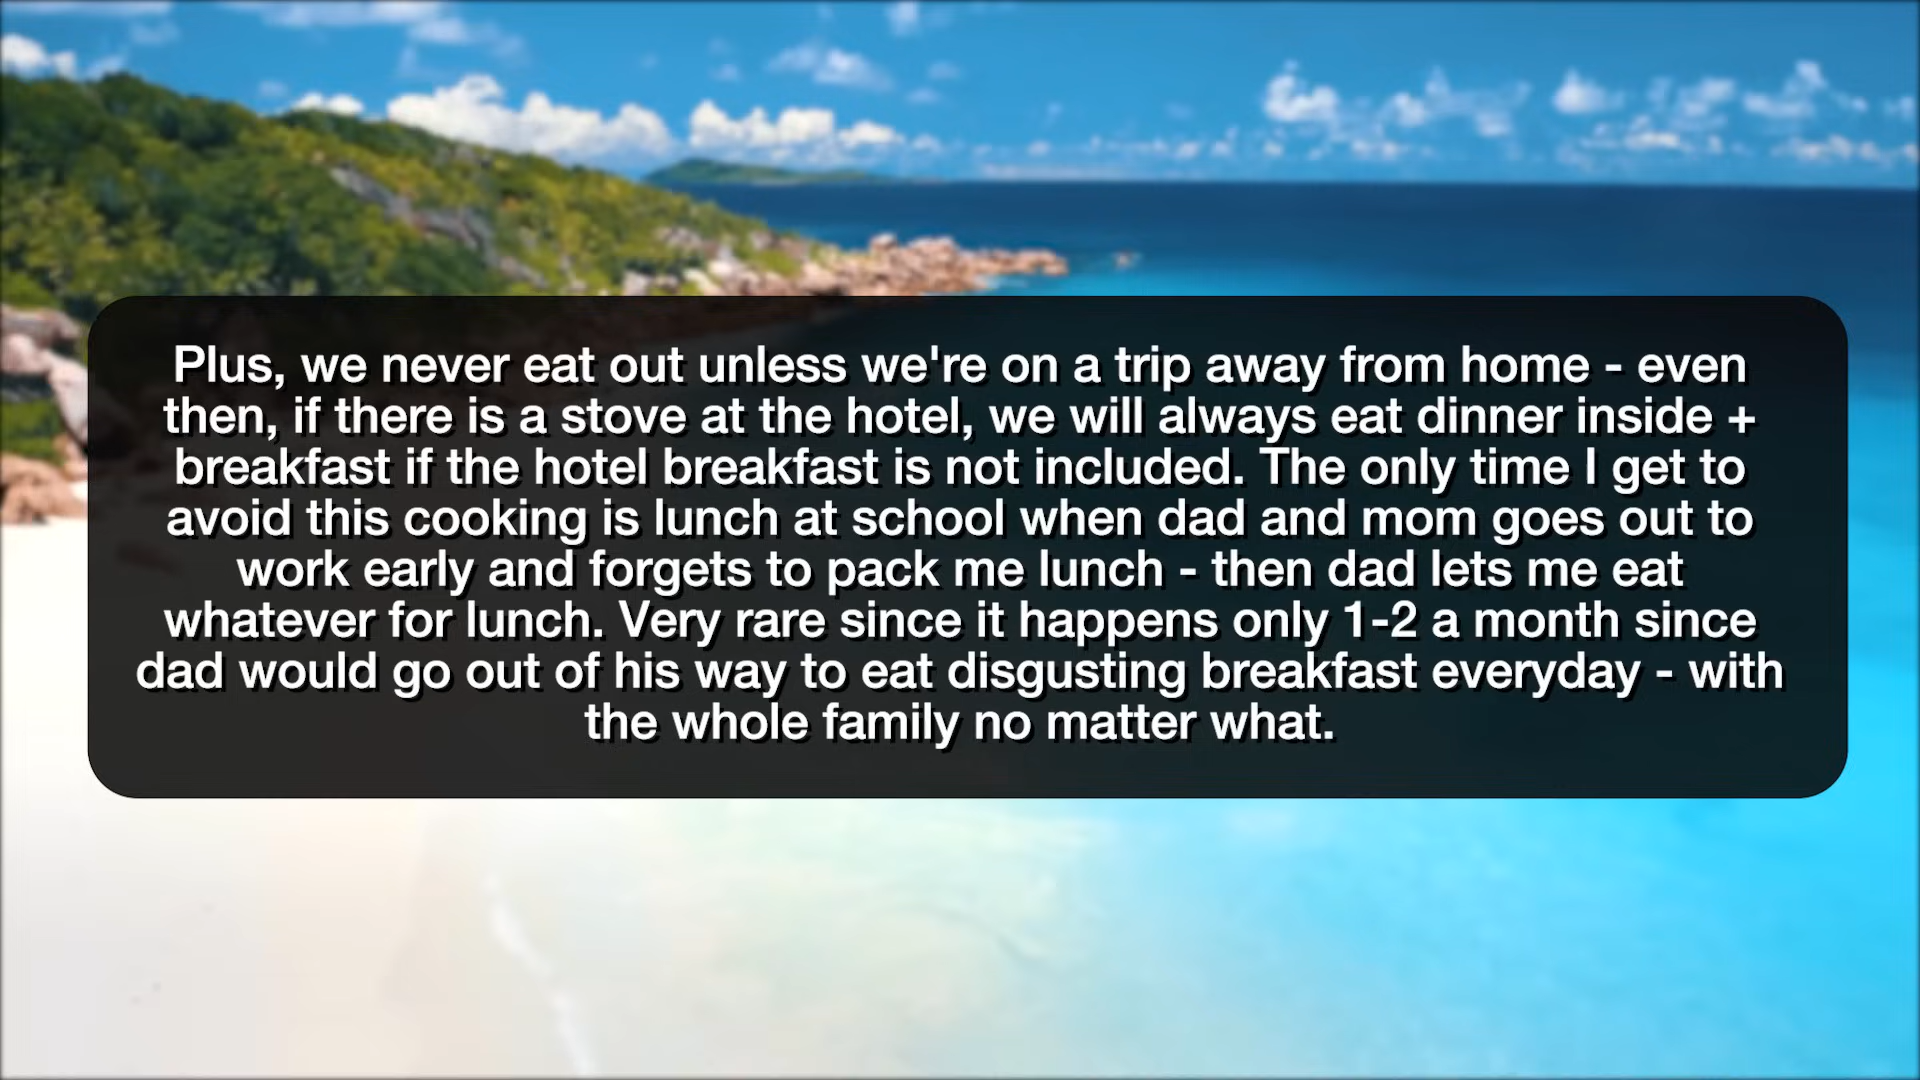 Plus, we never eat out unless we're on a trip away from home - even
then, if there is a stove at the hotel, we will always eat dinner inside +
breakfast if the hotel breakfast is not included. The only time I get to
avoid this cooking is lunch at school when dad and mom goes out to
work early and forgets to pack me lunch - then dad lets me eat
whatever for lunch. Very rare since it happens only 1-2 a month since
dad would go out of his way to eat disgusting breakfast everyday - with
the whole family no matter what.